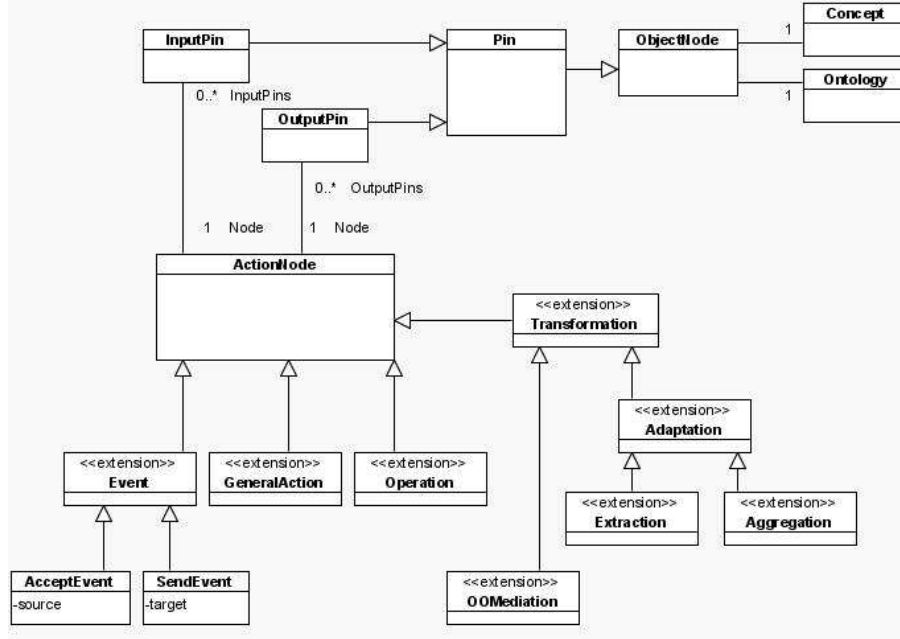 Concept
InputPin
Pin
ObjectNode
1
Ontology
1
0..* InputPins
OutputPin
0..* OutputPins
1 Node
1 Node
ActionNode
<<extension>>
Transformation
<<extension>>
Adaptation
<<extension>>
Event
<<extension>>
GeneralAction
<<extension>>
Operation
<<extension>>
Extraction
<<extension>>
Aggregation
AcceptEvent
-source
SendEvent
-target
<<extension>>
OOMediation